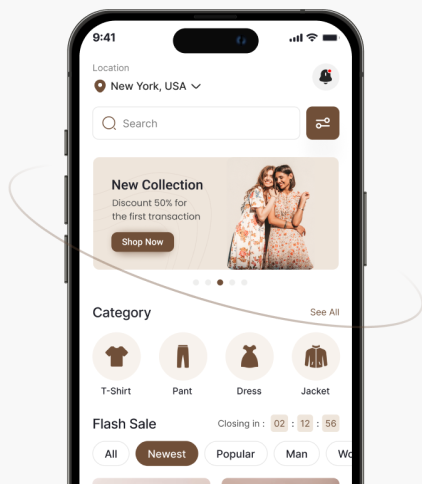 9:41
Location
New York, USA
Search
New Collection
Discount 50% for
the first transaction
Shop Now
Category
See All
T-Shirt Pant Dress Jacket
Flash Sale
Closing in : 02 : 12 : 56
All Newest Popular Man